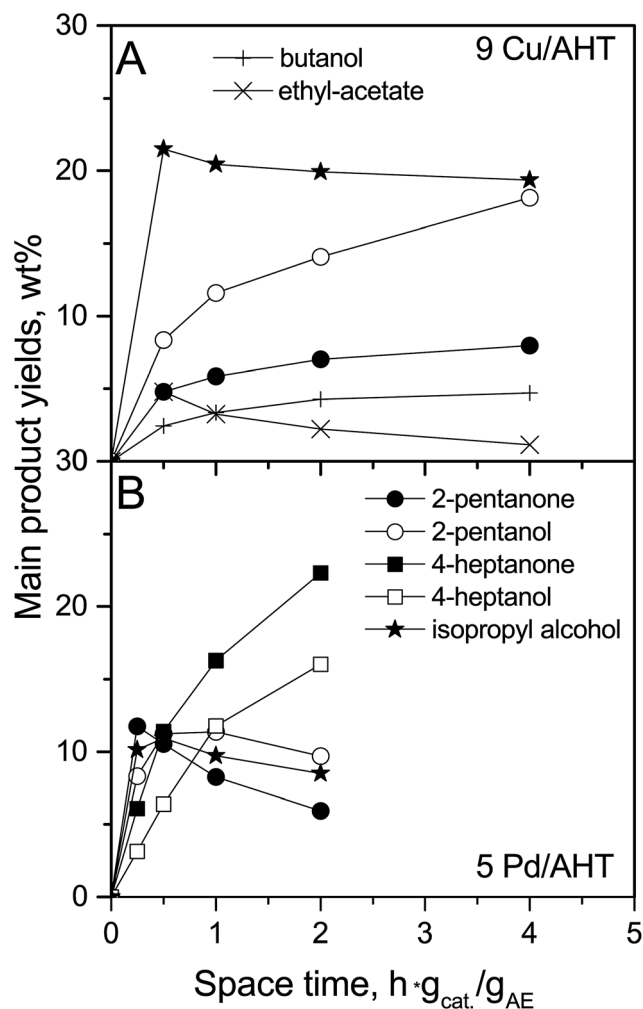 30
A
9 Cu/AHT
butanol
ethyl-acetate
20
10
30
Main product yields, wt%
B
2-pentanone
2-pentanol
4-heptanone
4-heptanol
isopropyl alcohol
20
10
5 Pd/AHT
0
0 1 2 3 4 5
Space time, h*gcat./gAE